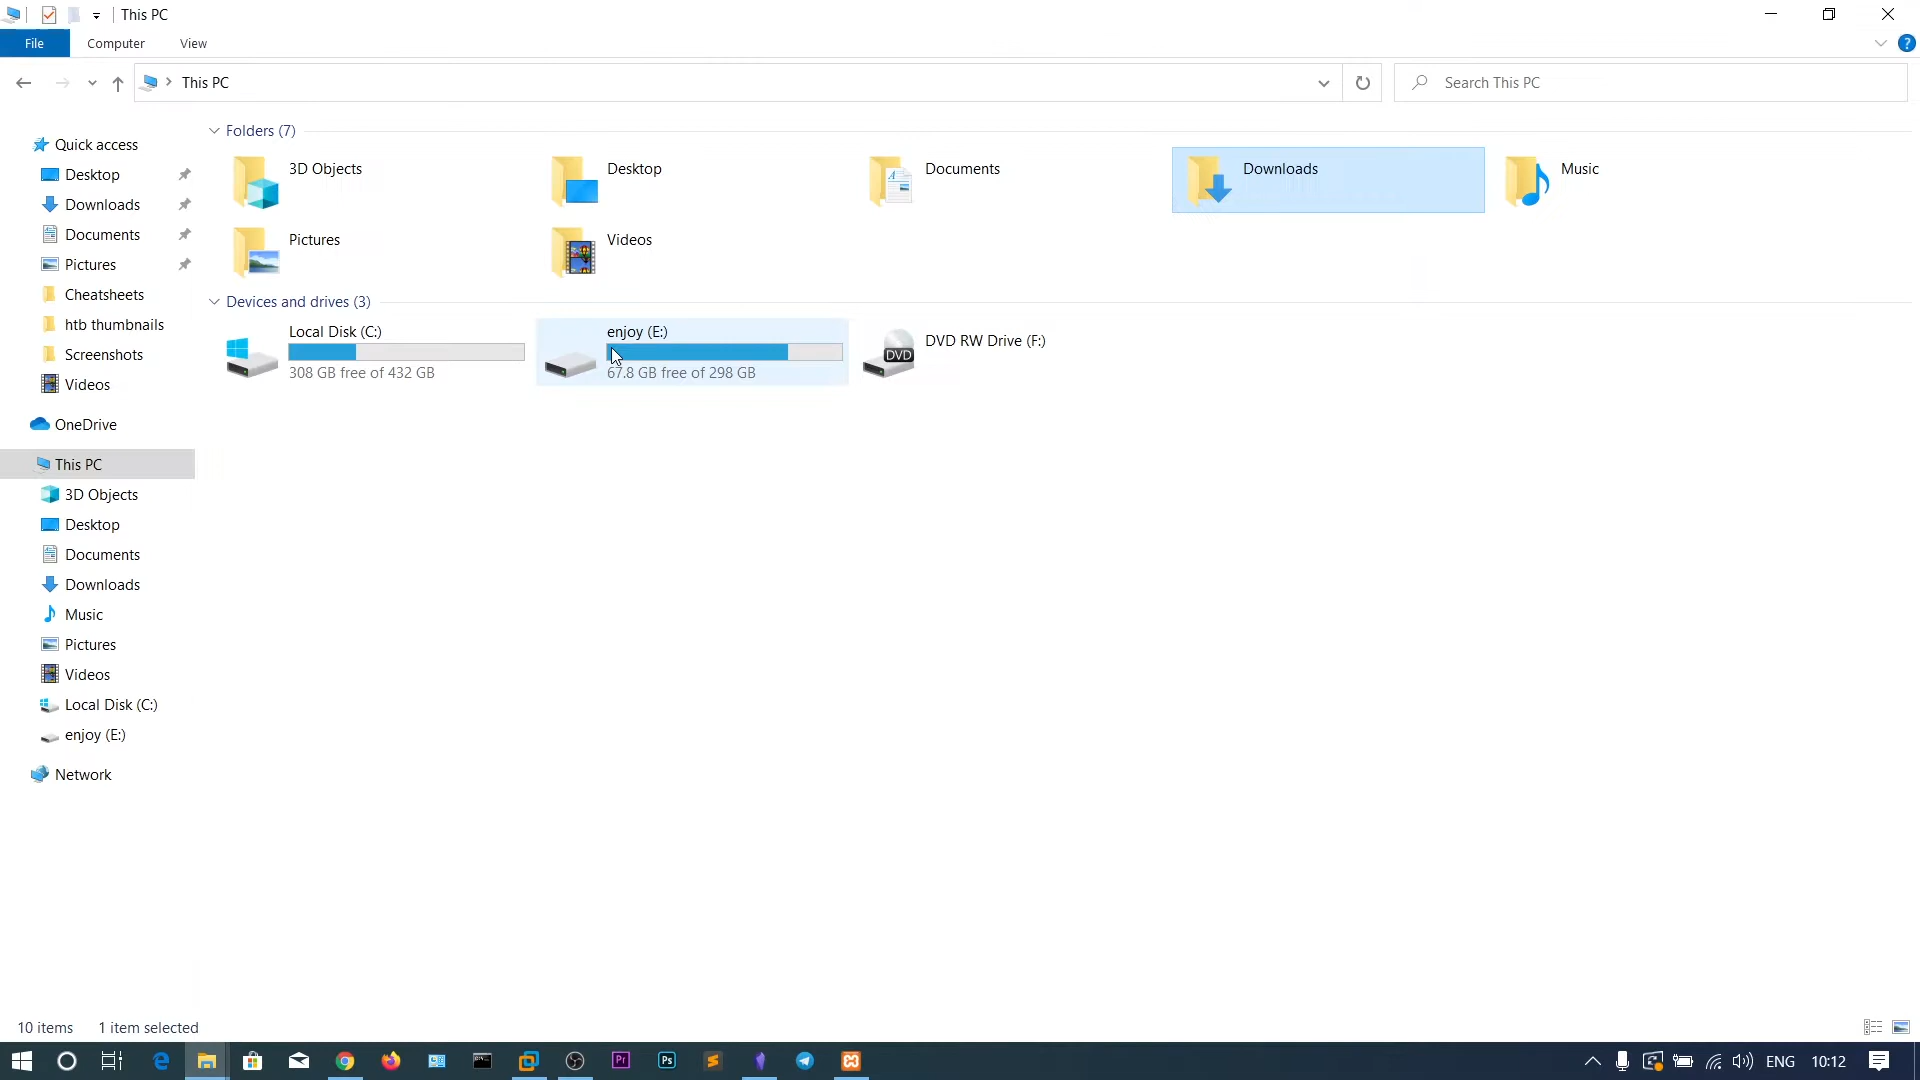 This PC
File
Computer
View
This PC
Search This PC
Quick access
Desktop
Downloads
Documents
Pictures
Cheatsheets
htb thumbnails
Screenshots
Videos
OneDrive
This PC
3D Objects
Desktop
Documents
Downloads
Music
Pictures
Videos
Local Disk (C:)
enjoy (E:)
Network
Folders (7)
3D Objects
Desktop
Documents
Downloads
Music
Pictures
Videos
Devices and drives (3)
Local Disk (C:)
308 GB free of 432 GB
enjoy (E:)
67.8 GB free of 298 GB
DVD
DVD RW Drive (F:)
10 items
1 item selected
Pr
Ps
ENG
10:12